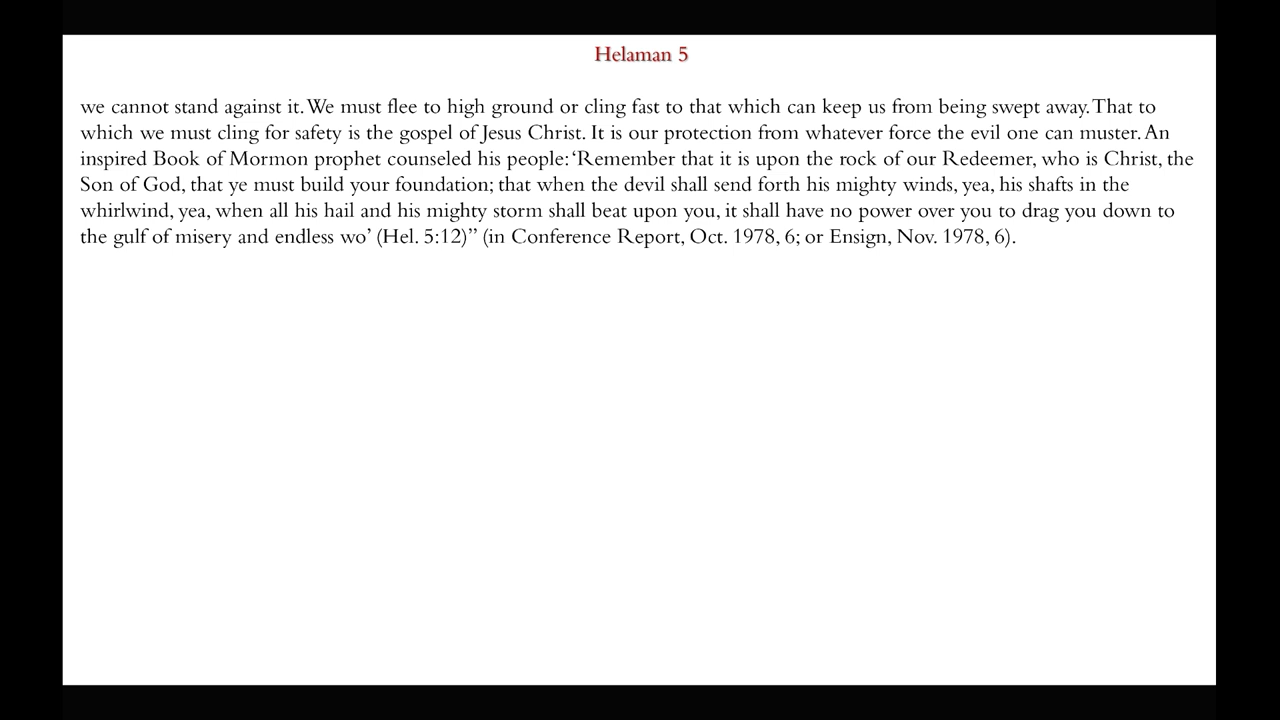 Helaman 5
we cannot stand against it. We must flee to high ground or cling fast to that which can keep us from being swept away. That to
which we must cling for safety is the gospel of Jesus Christ. It is our protection from whatever force the evil one can muster. An
inspired Book of Mormon prophet counseled his people: ‘Remember that it is upon the rock of our Redeemer, who is Christ, the
Son of God, that ye must build your foundation; that when the devil shall send forth his mighty winds, yea, his shafts in the
whirlwind, yea, when all his hail and his mighty storm shall beat upon you, it shall have no power over you to drag you down to
the gulf of misery and endless wo’ (Hel. 5:12)” (in Conference Report, Oct. 1978, 6; or Ensign, Nov. 1978, 6).